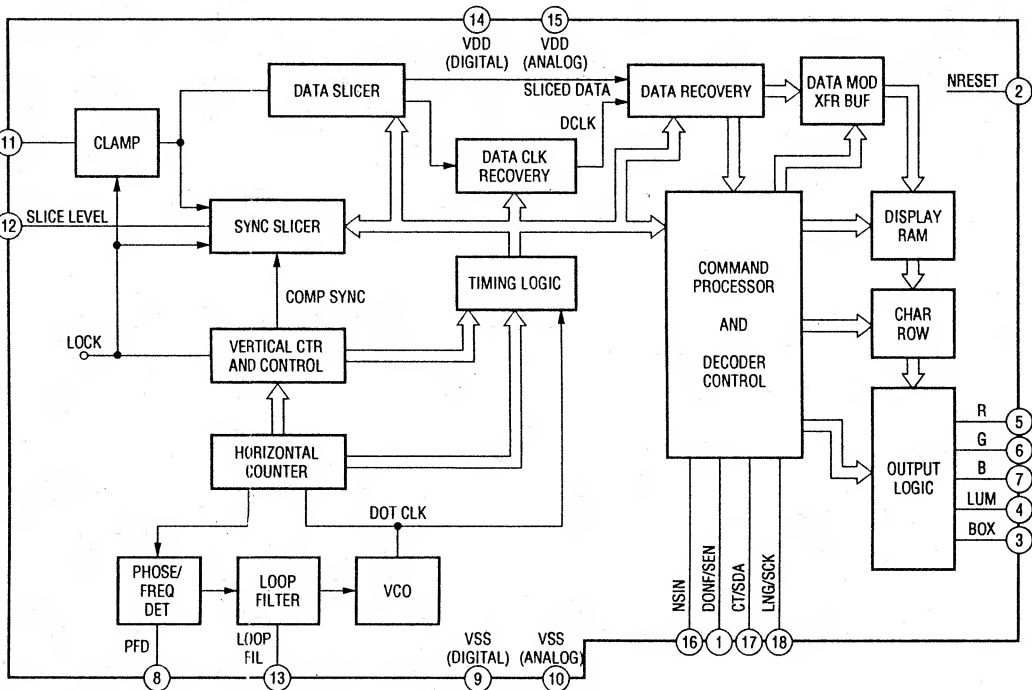 14
15
VDD
(DIGITAL)
VDD
(ANALOG)
NRESET
2
DATA SLICER
SLICED DATA
DATA RECOVERY
DATA MOD
XFR BUF
11
CLAMP
DCLK
DATA CLK
RECOVERY
12
SLICE LEVEL
SYNC SLICER
DISPLAY
RAM
COMMAND
PROCESSOR
AND
DECODER
CONTROL
TIMING LOGIC
COMP SYNC
CHAR
ROW
LOCK
VERTICAL CTR
AND CONTROL
HORIZONTAL
COUNTER
OUTPUT
LOGIC
R
5
G
6
B
7
LUM
4
BOX
3
DOT CLK
PHOSE/
FREQ
DET
LOOP
FILTER
VCO
NSIN
DONF/SEN
CT/SDA
LNG/SCK
PFD
LOOP
FIL
VSS
(DIGITAL)
VSS
(ANALOG)
16
1
17
18
8
13
9
10